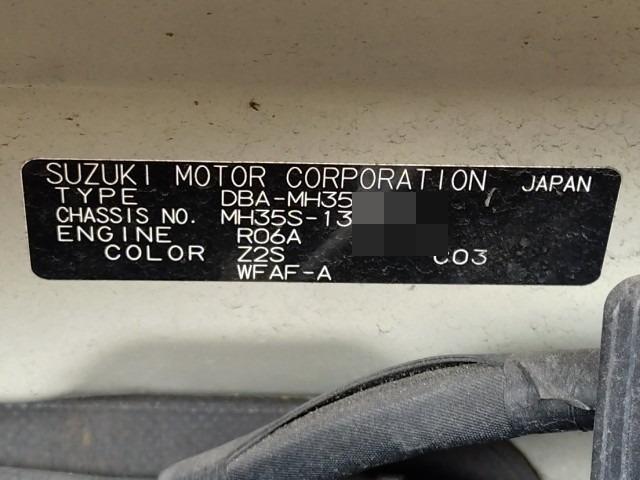 SUZUKI MOTOR CORPORATION JAPAN
TYPE DBA-MH35
CHASSIS NO. MH35S-13
ENGINE R06A
COLOR Z2S C03
WFAF-A